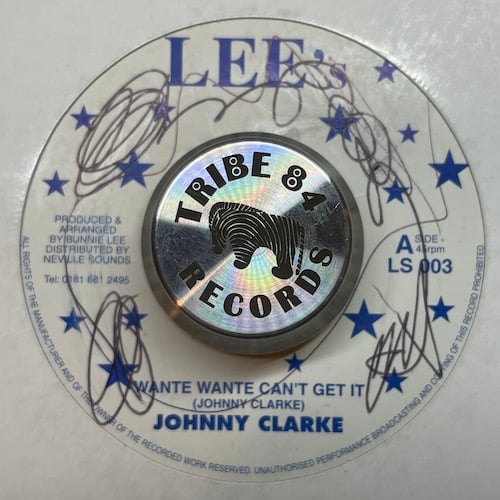 LEE's
TRIBE 84
RECORDS
PRODUCED &
ARRANGED
BY BUNNIE LEE
DISTRIBUTED BY
NEVILLE SOUNDS
Tel: 0181 681 2495
A SIDE -
45rpm
LS 003
WANTE WANTE CAN'T GET IT
(JOHNNY CLARKE)
JOHNNY CLARKE
ALL RIGHTS OF THE MANUFACTURER AND OF THE OWNER OF THE RECORDED WORK RESERVED. UNAUTHORISED PERFORMANCE BROADCASTING AND COPYING OF THIS RECORD PROHIBITED